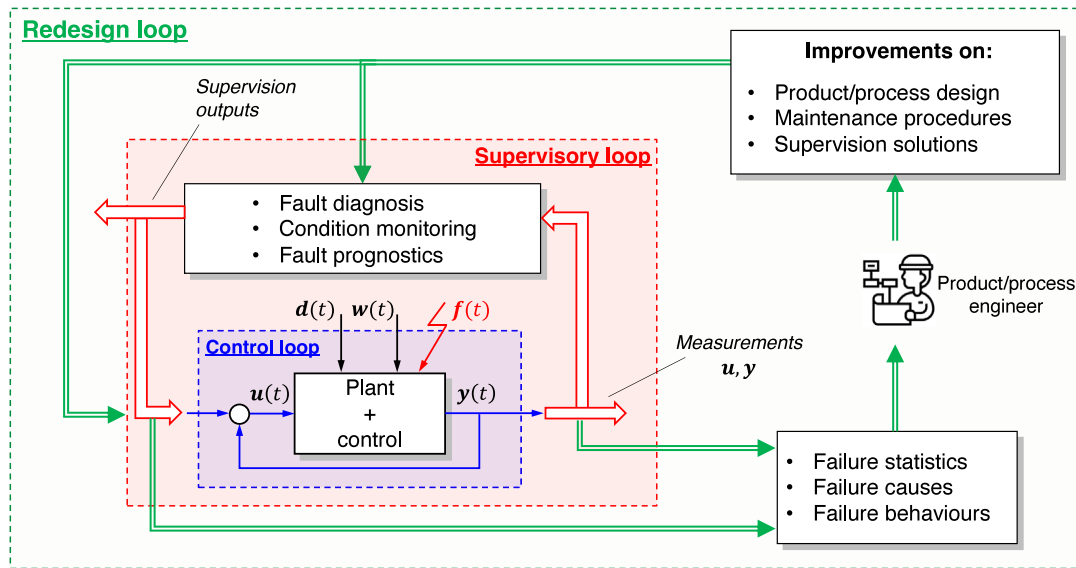 Redesign loop
Improvements on:
• Product/process design
• Maintenance procedures
• Supervision solutions
Supervision
outputs
Supervisory loop
• Fault diagnosis
• Condition monitoring
• Fault prognostics
Product/process
engineer
d(t) w(t) f(t)
Control loop
Measurements
u, y
u(t)
Plant
+
control
y(t)
• Failure statistics
• Failure causes
• Failure behaviours